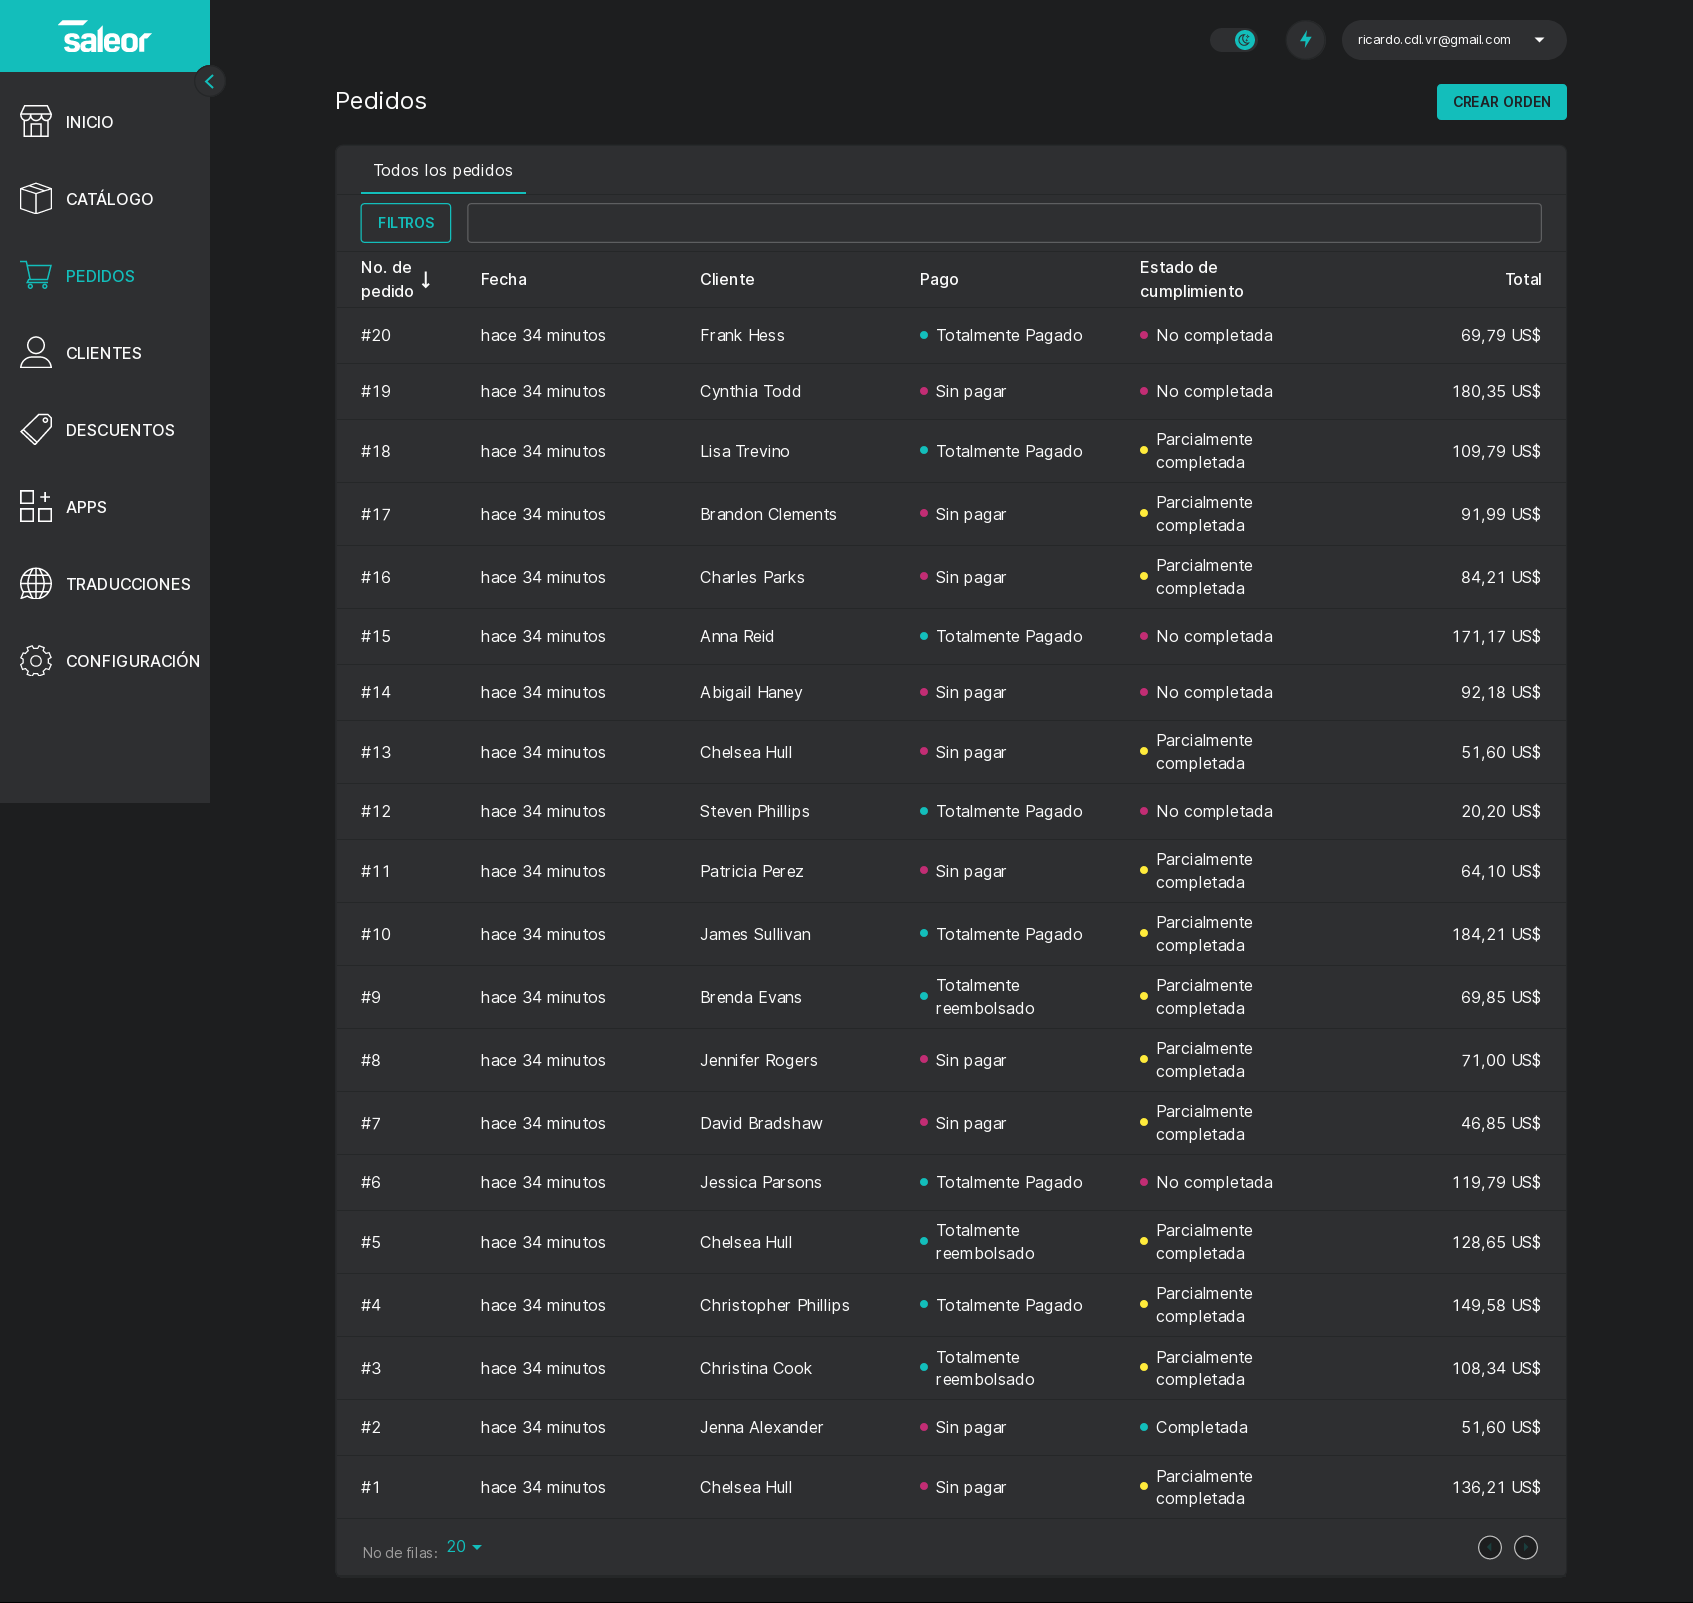 saleor
ricardo.cdl.vr@gmail.com
INICIO
CATÁLOGO
PEDIDOS
CLIENTES
DESCUENTOS
APPS
TRADUCCIONES
CONFIGURACIÓN
Pedidos
CREAR ORDEN
Todos los pedidos
FILTROS
No. de pedido Fecha Cliente Pago Estado de cumplimiento Total
#20 hace 34 minutos Frank Hess Totalmente Pagado No completada 69,79 US$
#19 hace 34 minutos Cynthia Todd Sin pagar No completada 180,35 US$
#18 hace 34 minutos Lisa Trevino Totalmente Pagado Parcialmente completada 109,79 US$
#17 hace 34 minutos Brandon Clements Sin pagar Parcialmente completada 91,99 US$
#16 hace 34 minutos Charles Parks Sin pagar Parcialmente completada 84,21 US$
#15 hace 34 minutos Anna Reid Totalmente Pagado No completada 171,17 US$
#14 hace 34 minutos Abigail Haney Sin pagar No completada 92,18 US$
#13 hace 34 minutos Chelsea Hull Sin pagar Parcialmente completada 51,60 US$
#12 hace 34 minutos Steven Phillips Totalmente Pagado No completada 20,20 US$
#11 hace 34 minutos Patricia Perez Sin pagar Parcialmente completada 64,10 US$
#10 hace 34 minutos James Sullivan Totalmente Pagado Parcialmente completada 184,21 US$
#9 hace 34 minutos Brenda Evans Totalmente reembolsado Parcialmente completada 69,85 US$
#8 hace 34 minutos Jennifer Rogers Sin pagar Parcialmente completada 71,00 US$
#7 hace 34 minutos David Bradshaw Sin pagar Parcialmente completada 46,85 US$
#6 hace 34 minutos Jessica Parsons Totalmente Pagado No completada 119,79 US$
#5 hace 34 minutos Chelsea Hull Totalmente reembolsado Parcialmente completada 128,65 US$
#4 hace 34 minutos Christopher Phillips Totalmente Pagado Parcialmente completada 149,58 US$
#3 hace 34 minutos Christina Cook Totalmente reembolsado Parcialmente completada 108,34 US$
#2 hace 34 minutos Jenna Alexander Sin pagar Completada 51,60 US$
#1 hace 34 minutos Chelsea Hull Sin pagar Parcialmente completada 136,21 US$
No de filas: 20